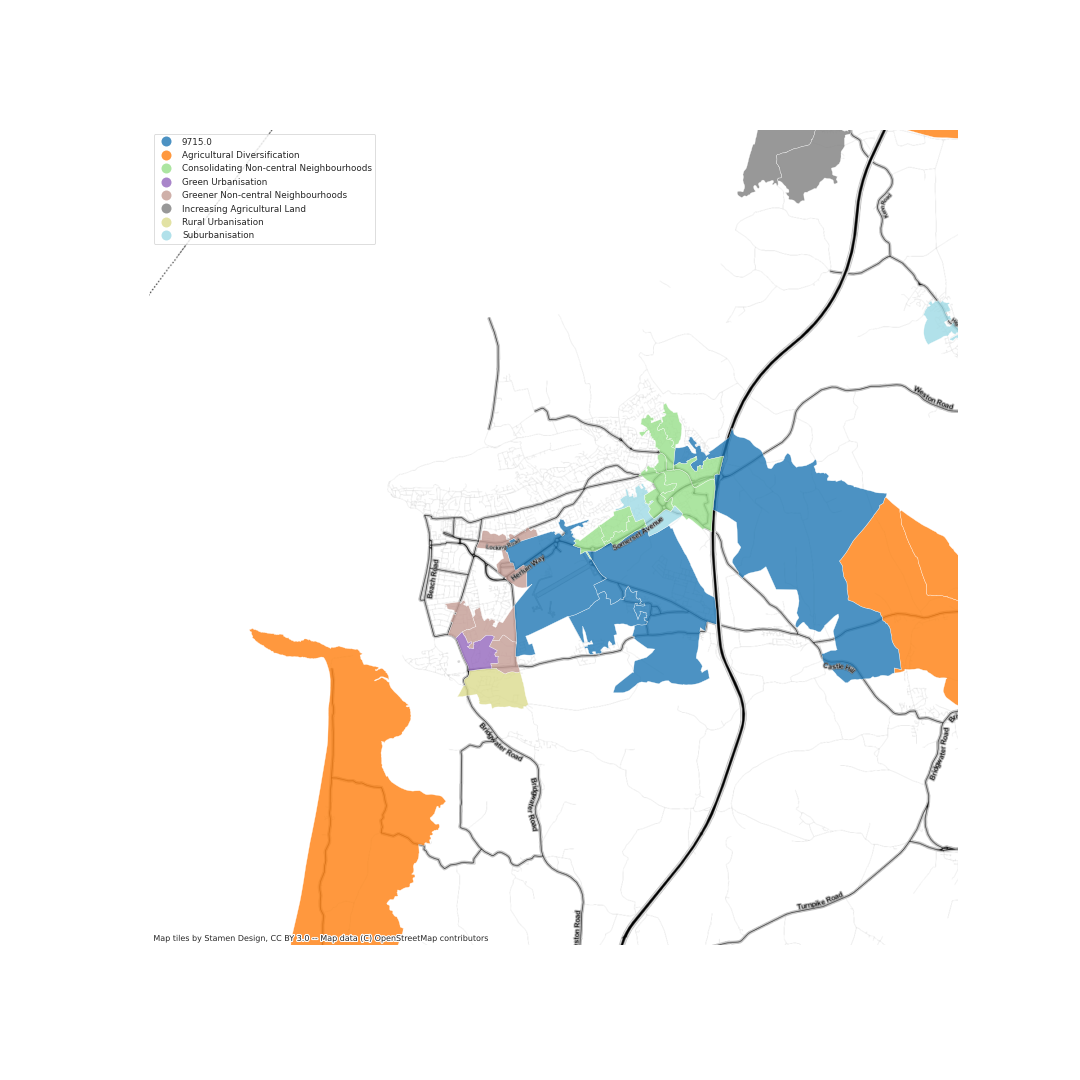 9715.0
Agricultural Diversification
Consolidating Non-central Neighbourhoods
Green Urbanisation
Greener Non-central Neighbourhoods
Increasing Agricultural Land
Rural Urbanisation
Suburbanisation
Weston Road
Somerset Avenue
Herluin Way
Beach Road
Castle Hill
Bridgwater Road
Bridgwater Road
Bridgwater Road
Turnpike Road
Map tiles by Stamen Design, CC BY 3.0 -- Map data (C) OpenStreetMap contributors